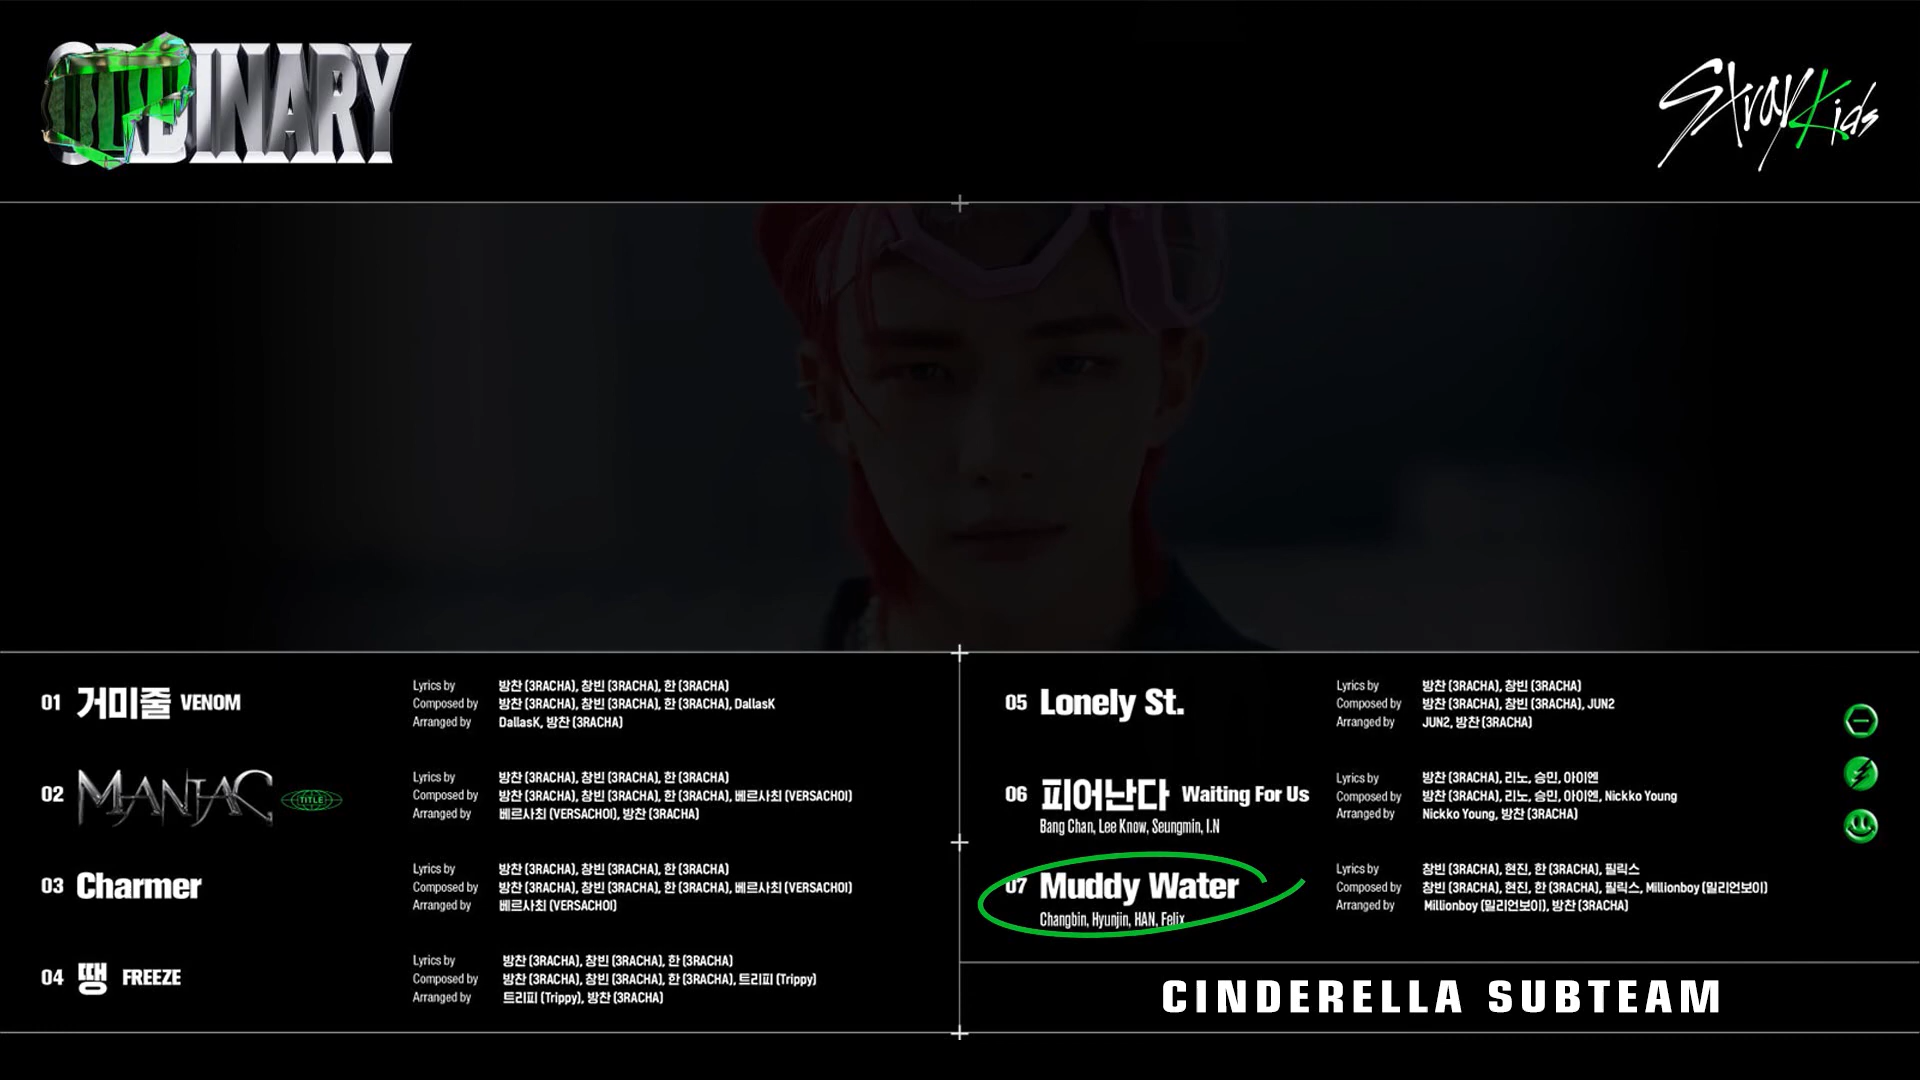 ORDINARY
Stray Kids
01 거미줄 VENOM
Lyrics by 방찬 (3RACHA), 창빈 (3RACHA), 한 (3RACHA)
Composed by 방찬 (3RACHA), 창빈 (3RACHA), 한 (3RACHA), DallasK
Arranged by DallasK, 방찬 (3RACHA)
02 MANIAC TITLE
Lyrics by 방찬 (3RACHA), 창빈 (3RACHA), 한 (3RACHA)
Composed by 방찬 (3RACHA), 창빈 (3RACHA), 한 (3RACHA), 베르사최 (VERSACHOI)
Arranged by 베르사최 (VERSACHOI), 방찬 (3RACHA)
03 Charmer
Lyrics by 방찬 (3RACHA), 창빈 (3RACHA), 한 (3RACHA)
Composed by 방찬 (3RACHA), 창빈 (3RACHA), 한 (3RACHA), 베르사최 (VERSACHOI)
Arranged by 베르사최 (VERSACHOI)
04 땡 FREEZE
Lyrics by 방찬 (3RACHA), 창빈 (3RACHA), 한 (3RACHA)
Composed by 방찬 (3RACHA), 창빈 (3RACHA), 한 (3RACHA), 트리피 (Trippy)
Arranged by 트리피 (Trippy), 방찬 (3RACHA)
05 Lonely St.
Lyrics by 방찬 (3RACHA), 창빈 (3RACHA)
Composed by 방찬 (3RACHA), 창빈 (3RACHA), JUN2
Arranged by JUN2, 방찬 (3RACHA)
06 피어난다 Waiting For Us
Bang Chan, Lee Know, Seungmin, I.N
Lyrics by 방찬 (3RACHA), 리노, 승민, 아이엔
Composed by 방찬 (3RACHA), 리노, 승민, 아이엔, Nickko Young
Arranged by Nickko Young, 방찬 (3RACHA)
07 Muddy Water
Changbin, Hyunjin, HAN, Felix
Lyrics by 창빈 (3RACHA), 현진, 한 (3RACHA), 필릭스
Composed by 창빈 (3RACHA), 현진, 한 (3RACHA), 필릭스, Millionboy (밀리언보이)
Arranged by Millionboy (밀리언보이), 방찬 (3RACHA)
CINDERELLA SUBTEAM